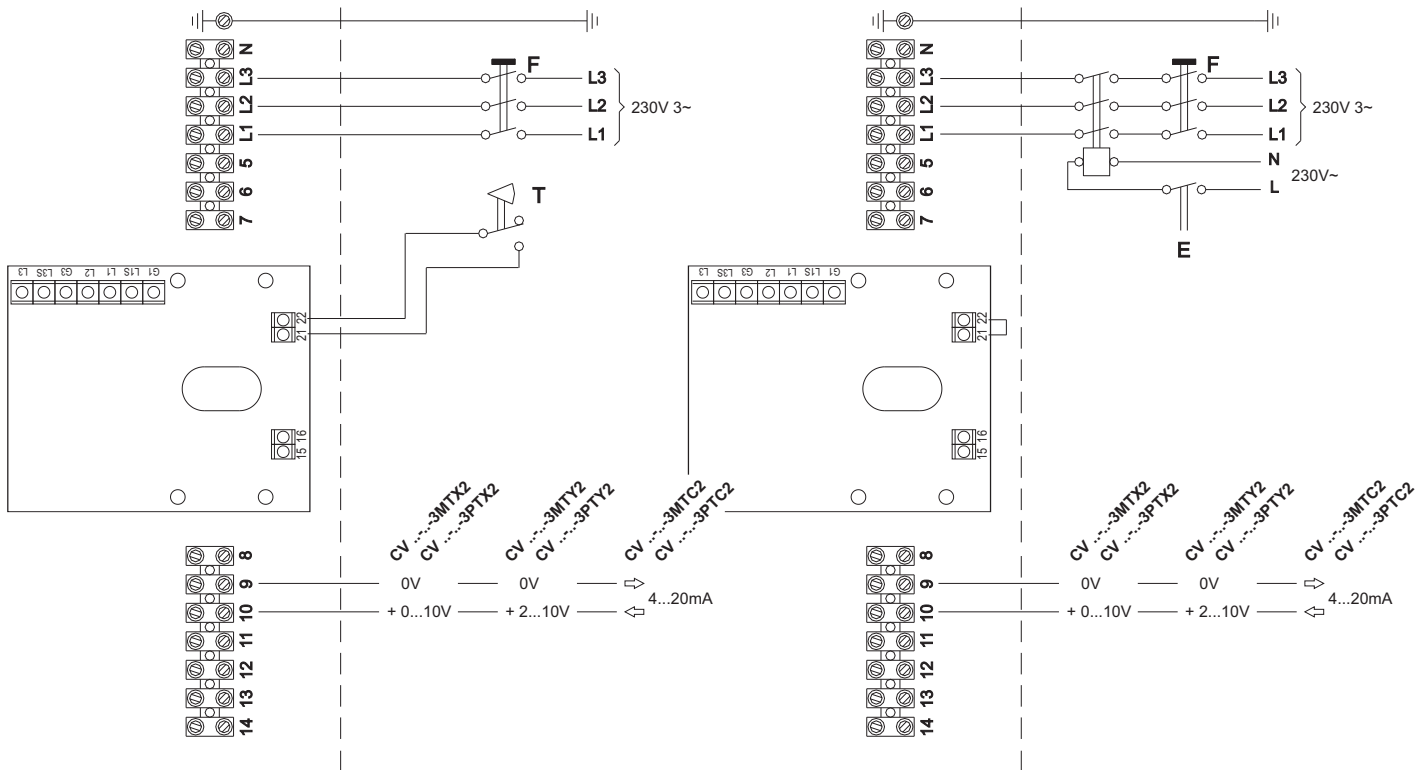 N
L3
L2
L1
5
6
7
F
L3
L2
L1
230V 3~
T
L3 L3S G3 L2 L1 L1S G1
22
21
16
15
CV ..-..-3MTX2
CV ..-..-3PTX2
CV ..-..-3MTY2
CV ..-..-3PTY2
CV ..-..-3MTC2
CV ..-..-3PTC2
8
9
10
11
12
13
14
0V
0V
+ 0...10V
+ 2...10V
4...20mA
N
L3
L2
L1
5
6
7
F
L3
L2
L1
230V 3~
N
L
230V~
E
L3 L3S G3 L2 L1 L1S G1
22
21
16
15
CV ..-..-3MTX2
CV ..-..-3PTX2
CV ..-..-3MTY2
CV ..-..-3PTY2
CV ..-..-3MTC2
CV ..-..-3PTC2
8
9
10
11
12
13
14
0V
0V
+ 0...10V
+ 2...10V
4...20mA